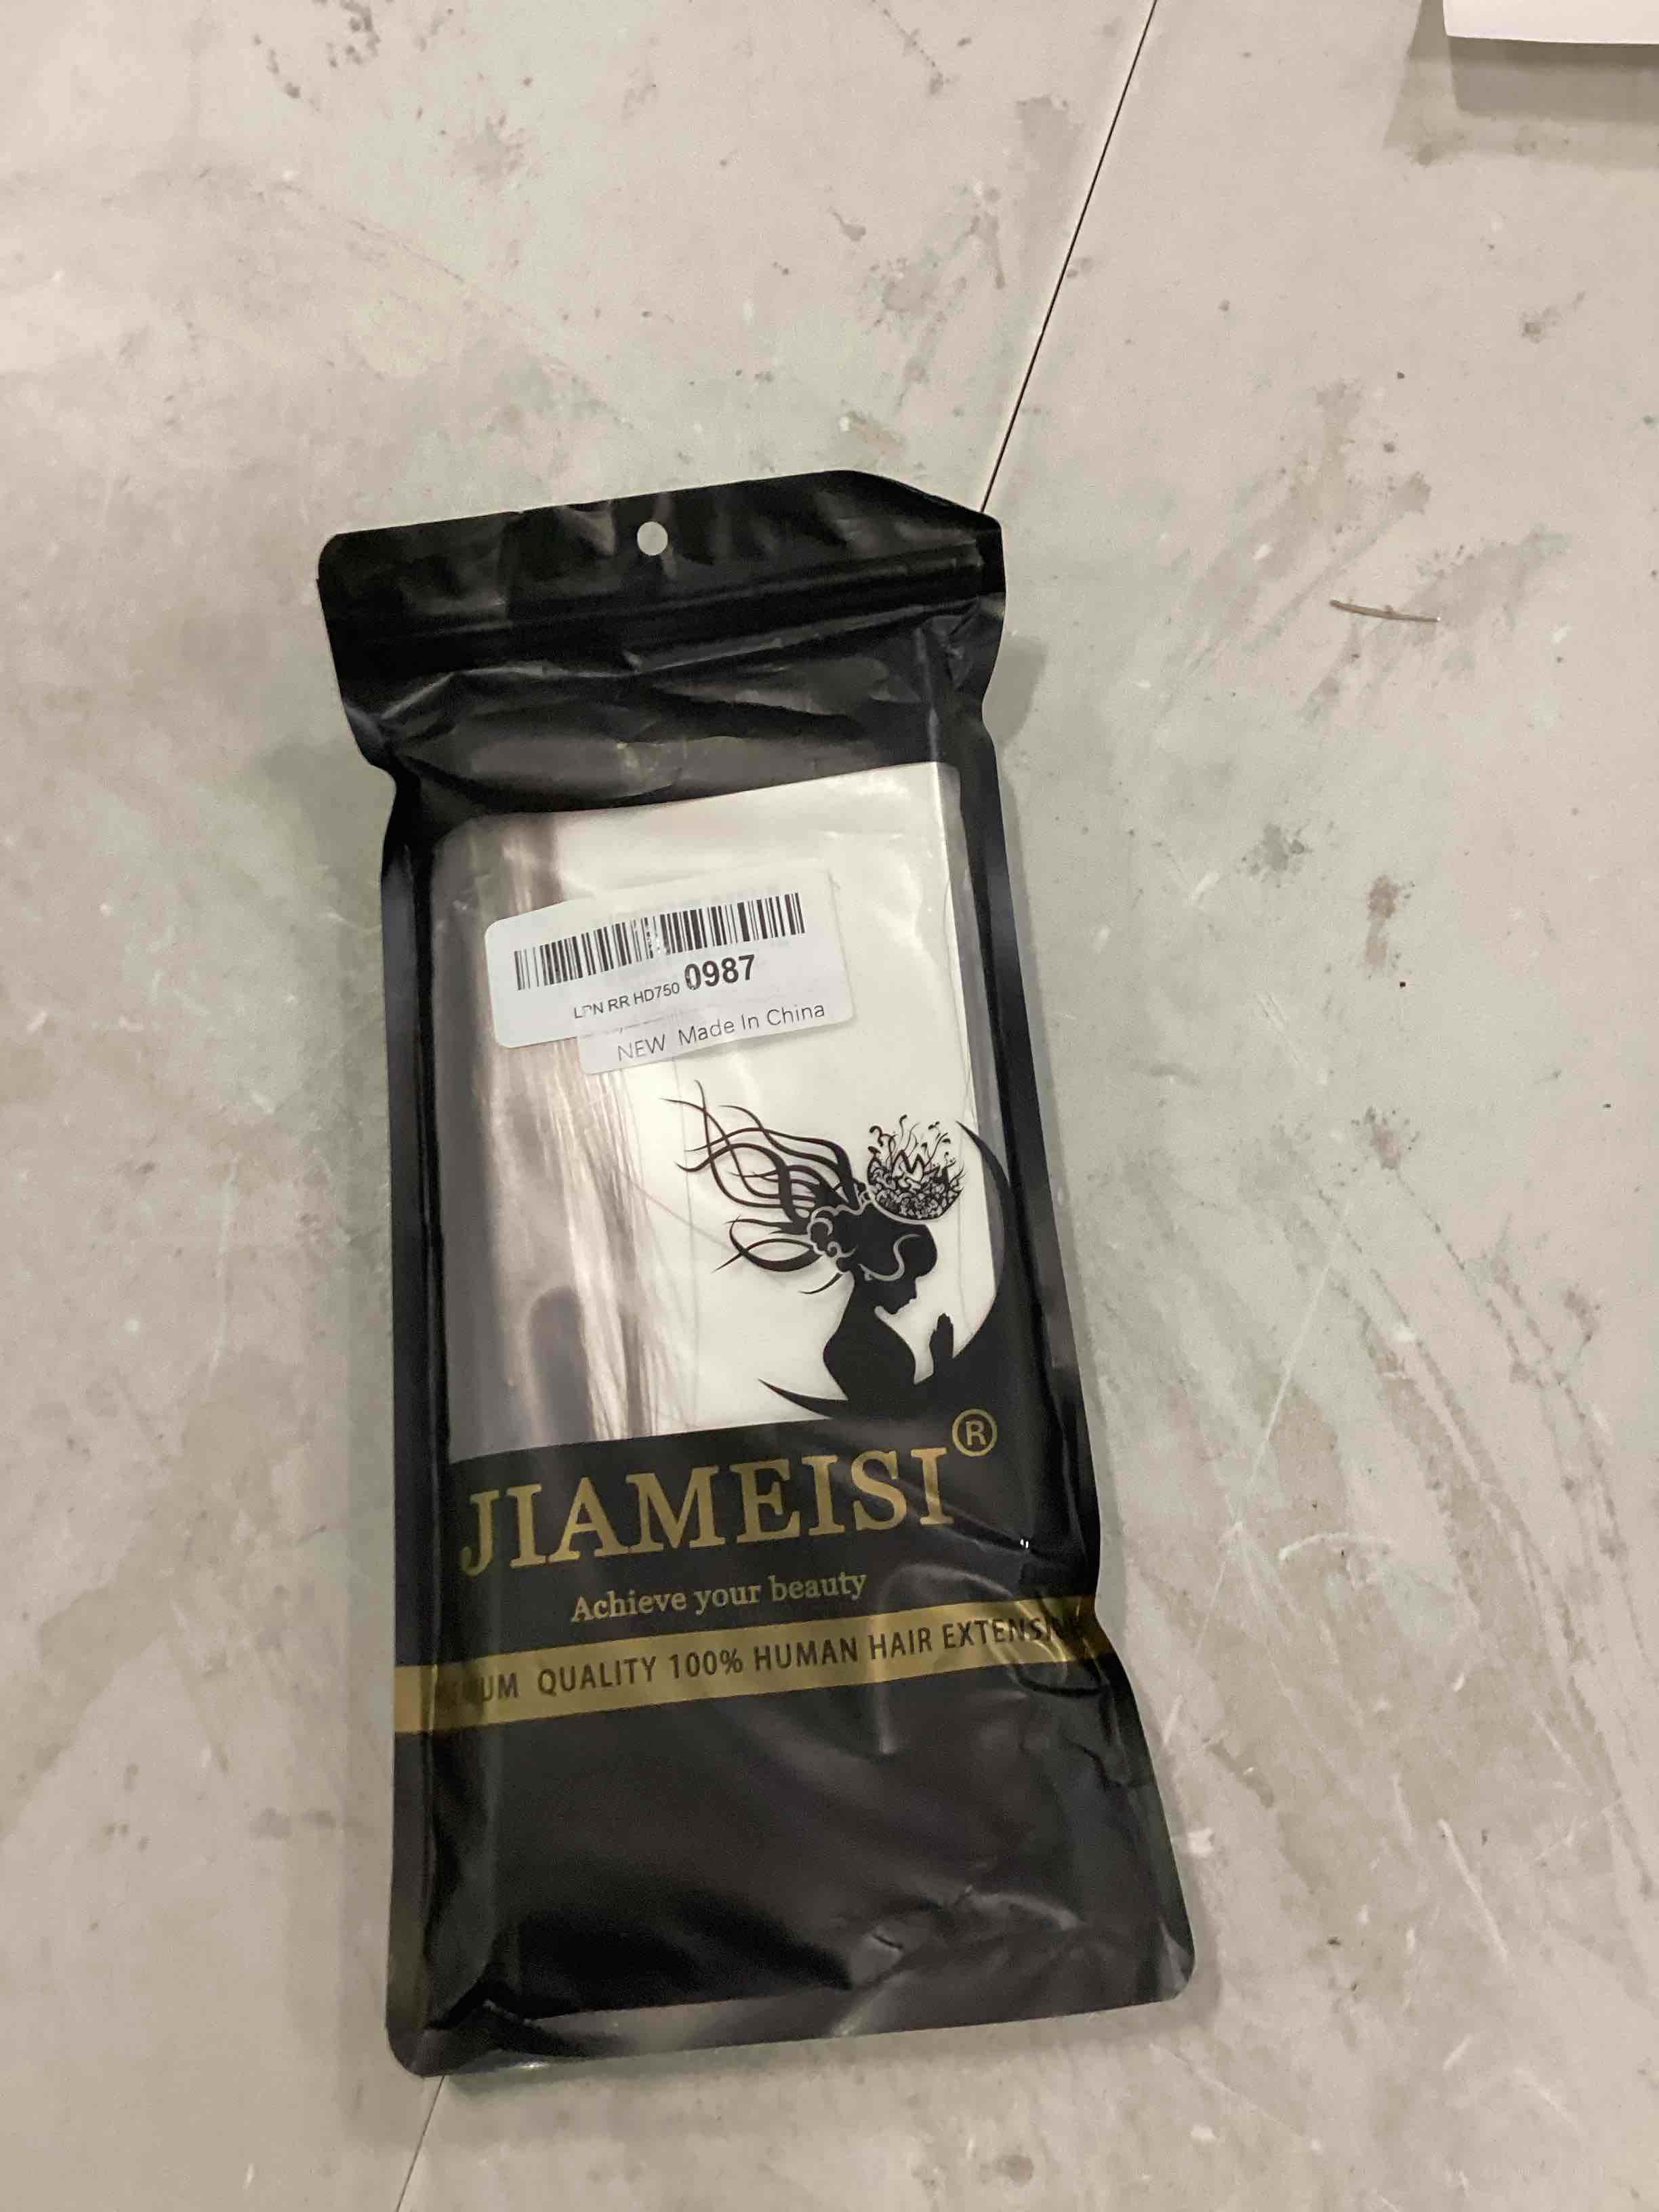 LPN RR HD750 0987
NEW Made In China
JIAMEISI®
Achieve your beauty
QUALITY 100% HUMAN HAIR